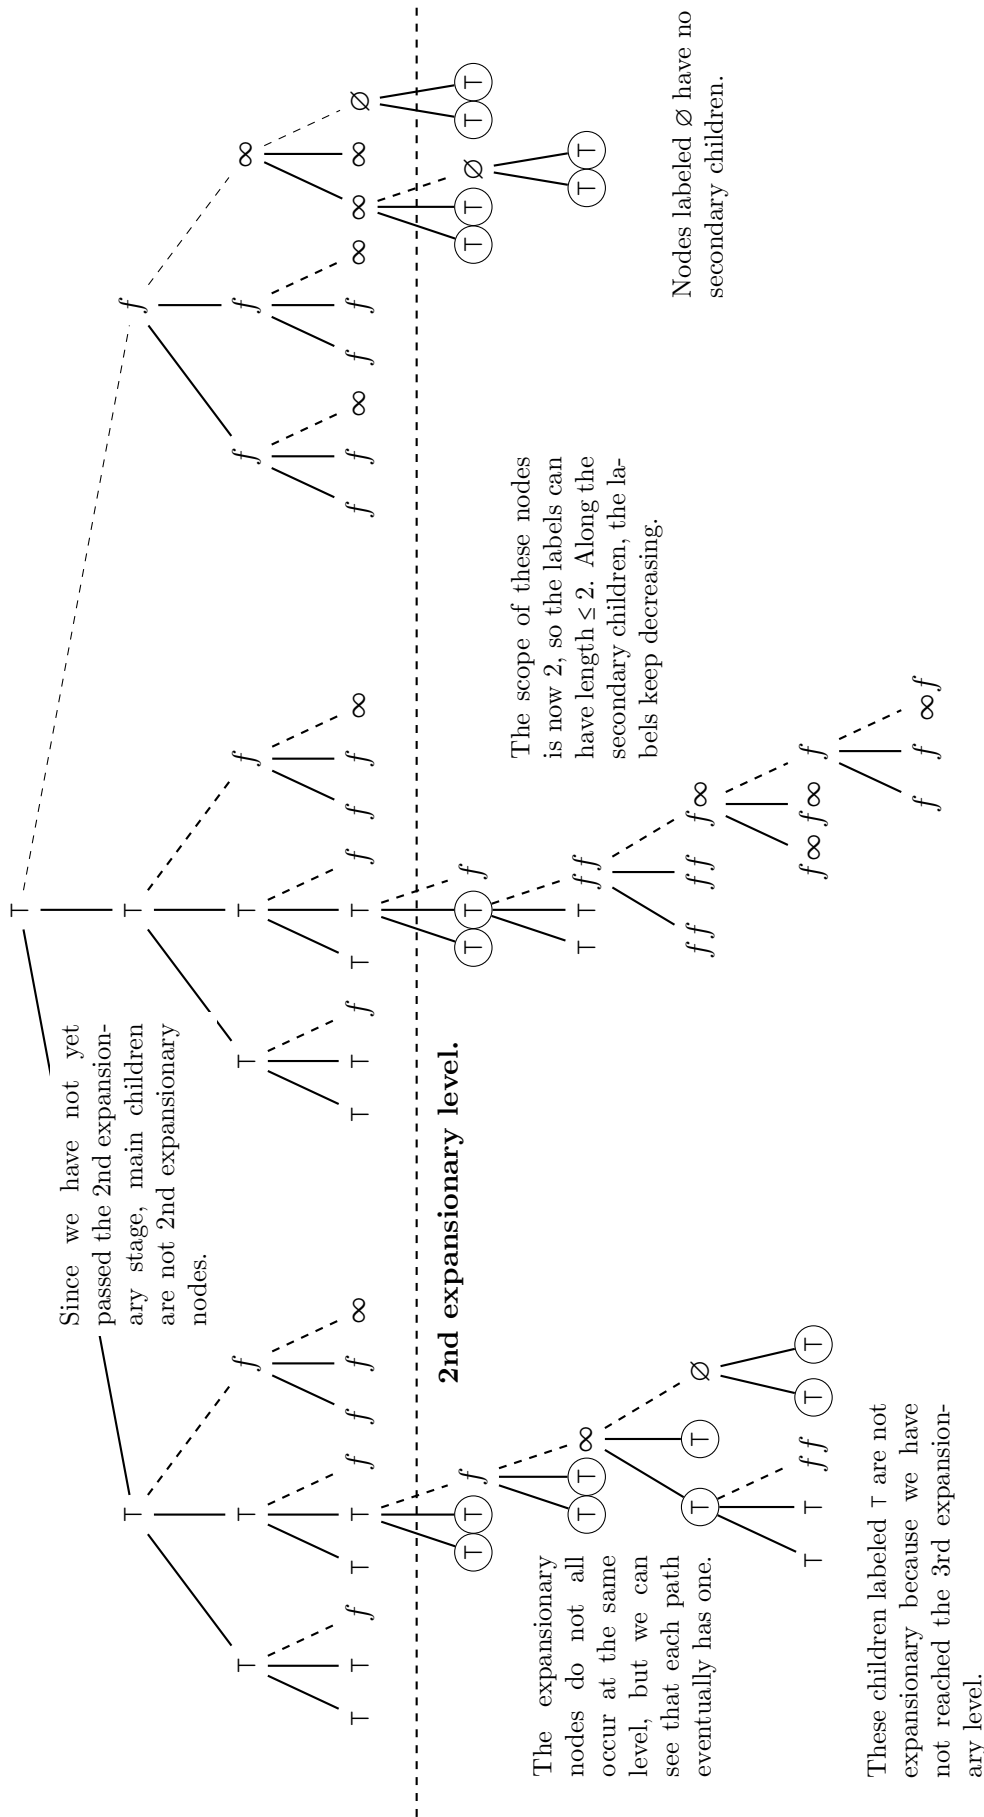 ⊤
⊤ ⊤ f
Since we have not yet
passed the 2nd expansion-
ary stage, main children
are not 2nd expansionary
nodes.
⊤ ⊤ f ⊤ ⊤ f f f ∞
⊤ ⊤ f ⊤ ⊤ f f f ∞ ⊤ ⊤ f ⊤ ⊤ f f f ∞ f f ∞ f f ∞ ∞ ∞ ∅
2nd expansionary level.
⊤ ⊤ f ⊤ ⊤ f ⊤ ⊤ ∅ ⊤ ⊤
The expansionary
nodes do not all
occur at the same
level, but we can
see that each path
eventually has one.
The scope of these nodes
is now 2, so the labels can
have length ≤ 2. Along the
secondary children, the la-
bels keep decreasing.
Nodes labeled ∅ have no
secondary children.
⊤ ⊤ ∞ ⊤ ⊤ ff ⊤ ⊤
⊤ ⊤ ∅ ff ff f∞
⊤ ⊤ ff ⊤ ⊤ f∞ f∞ f
f f ∞f
These children labeled ⊤ are not
expansionary because we have
not reached the 3rd expansion-
ary level.